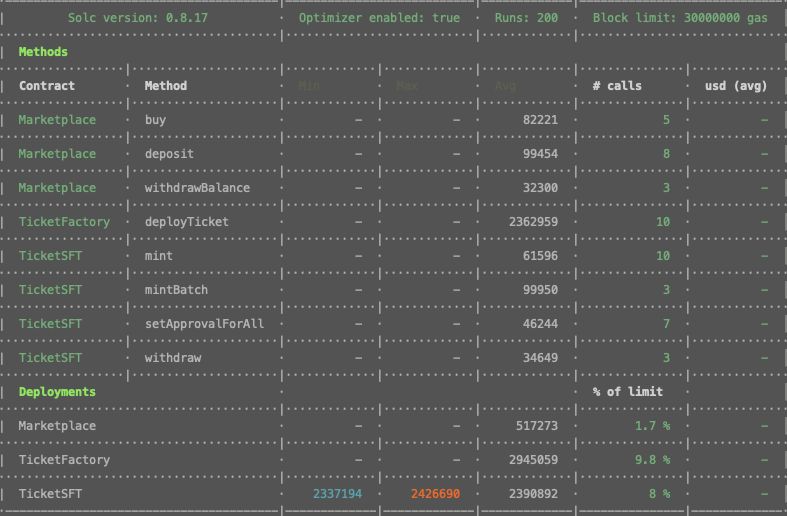 Solc version: 0.8.17 · Optimizer enabled: true · Runs: 200 · Block limit: 30000000 gas
Methods
Contract · Method · Min · Max · Avg · # calls · usd (avg)
Marketplace · buy · – · – · 82221 · 5 · –
Marketplace · deposit · – · – · 99454 · 8 · –
Marketplace · withdrawBalance · – · – · 32300 · 3 · –
TicketFactory · deployTicket · – · – · 2362959 · 10 · –
TicketSFT · mint · – · – · 61596 · 10 · –
TicketSFT · mintBatch · – · – · 99950 · 3 · –
TicketSFT · setApprovalForAll · – · – · 46244 · 7 · –
TicketSFT · withdraw · – · – · 34649 · 3 · –
Deployments · · % of limit ·
Marketplace · – · – · 517273 · 1.7 % · –
TicketFactory · – · – · 2945059 · 9.8 % · –
TicketSFT · 2337194 · 2426690 · 2390892 · 8 % · –